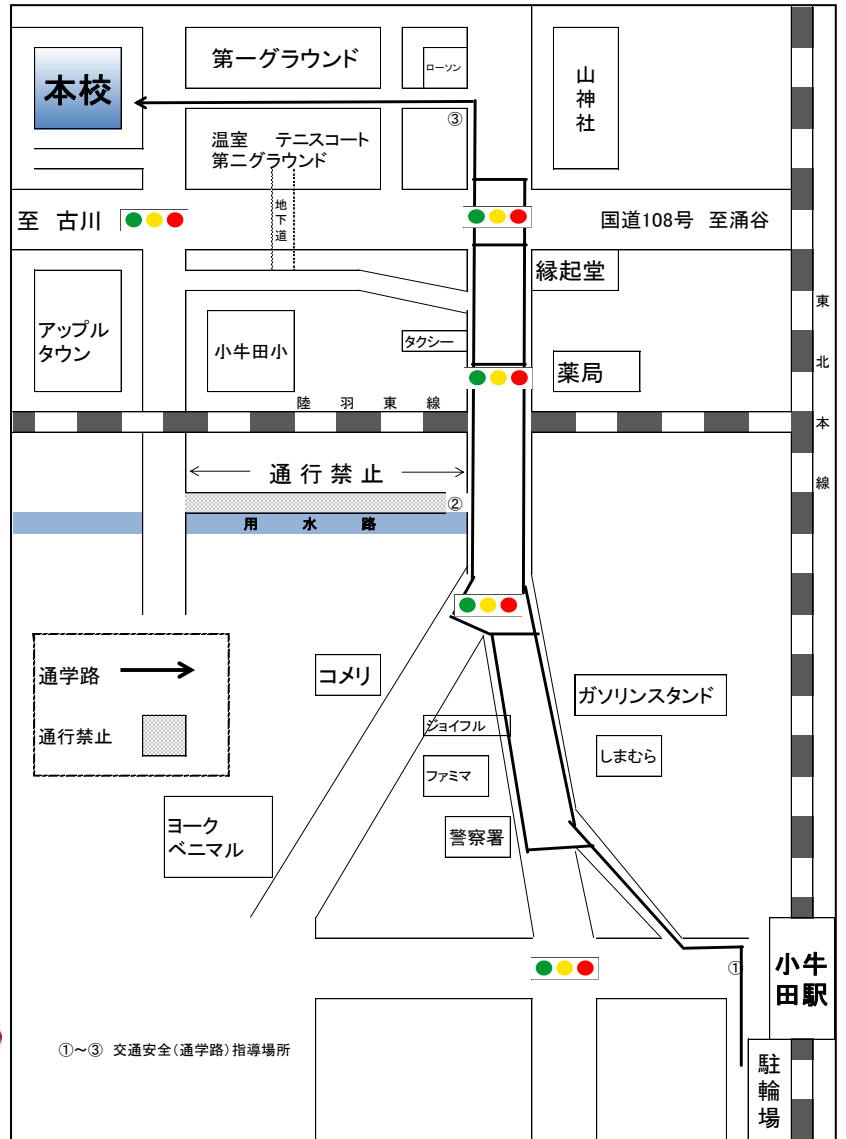 本校
第一グラウンド
ローソン
山神社
③
温室　テニスコート
第二グラウンド
地下道
至 古川
国道108号 至涌谷
縁起堂
アップル
タウン
小牛田小
タクシー
薬局
東北本線
陸羽東線
通行禁止
②
用水路
通学路
通行禁止
コメリ
ガソリンスタンド
ジョイフル
しまむら
ファミマ
ヨーク
ベニマル
警察署
①
小牛
田駅
①～③ 交通安全(通学路)指導場所
駐輪場